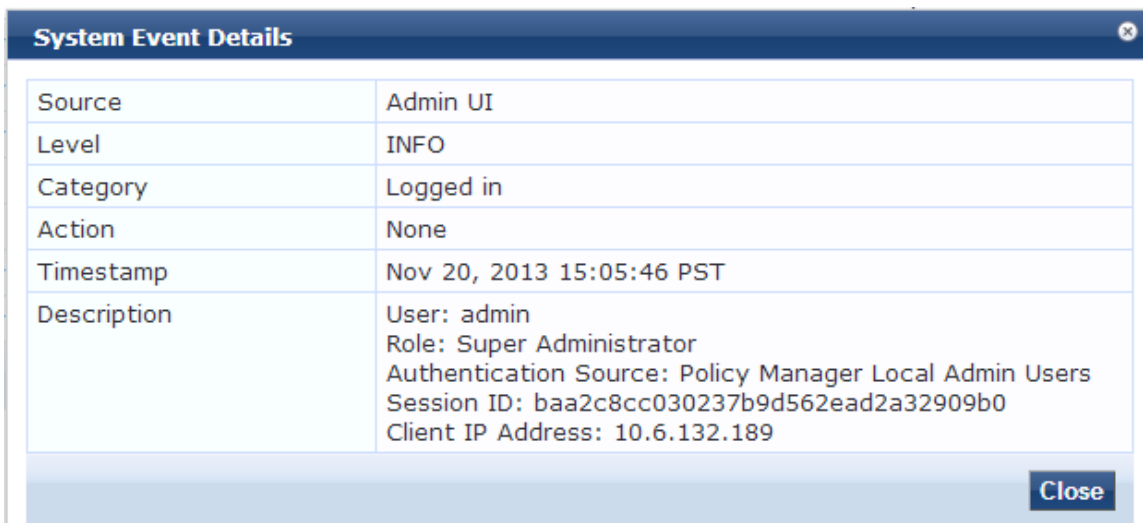 System Event Details
Source Admin UI
Level INFO
Category Logged in
Action None
Timestamp Nov 20, 2013 15:05:46 PST
Description User: admin
Role: Super Administrator
Authentication Source: Policy Manager Local Admin Users
Session ID: baa2c8cc030237b9d562ead2a32909b0
Client IP Address: 10.6.132.189
Close